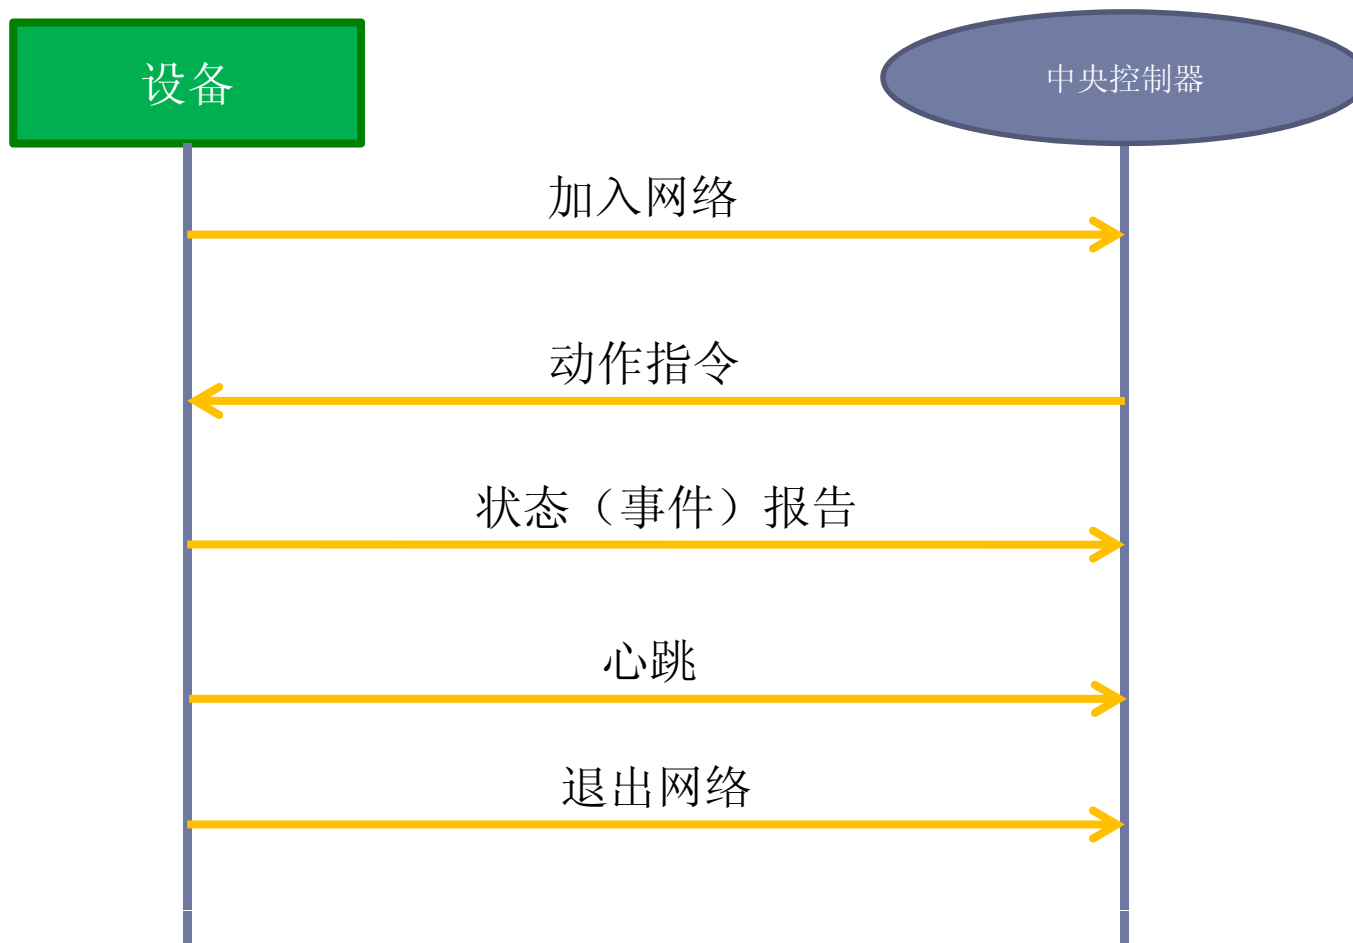 设备
中央控制器
加入网络
动作指令
状态（事件）报告
心跳
退出网络